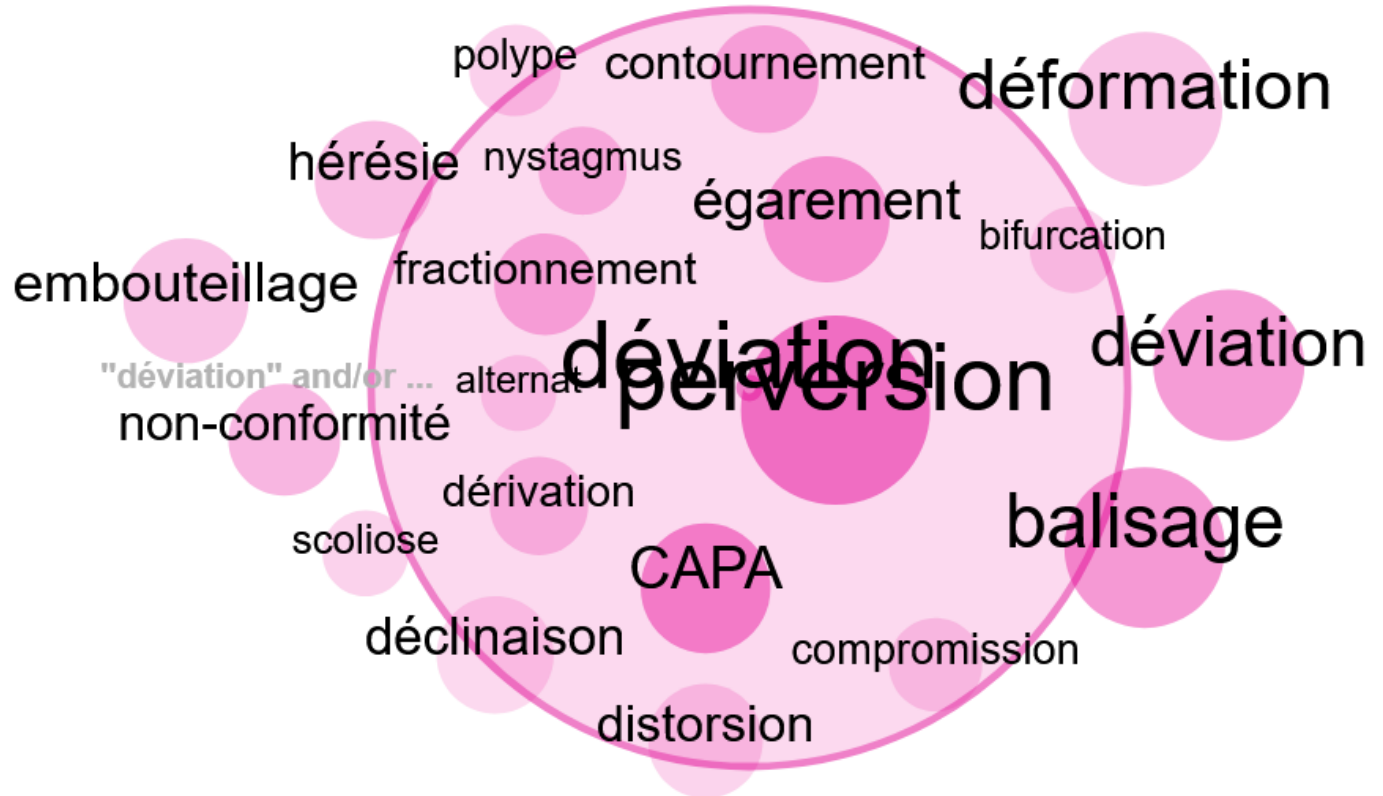 polype
contournement
déformation
hérésie
nystagmus
égarement
bifurcation
embouteillage
fractionnement
déviation
déviation
"déviation" and/or ...
alternat
perversion
non-conformité
dérivation
balisage
scoliose
CAPA
déclinaison
compromission
distorsion